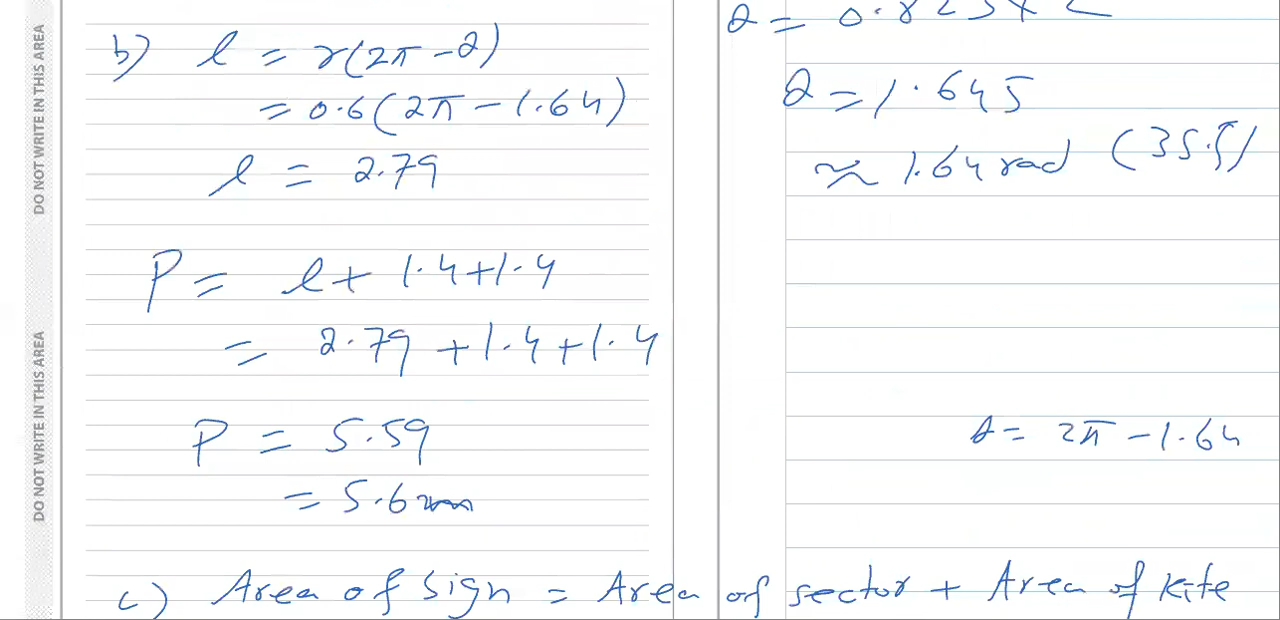 DO NOT WRITE IN THIS AREA
DO NOT WRITE IN THIS AREA
b) l = r(2π - θ)
= 0.6(2π - 1.64)
l = 2.79
P = l + 1.4 + 1.4
= 2.79 + 1.4 + 1.4
P = 5.59
= 5.6
θ = 1.645
≈ 1.64 rad (3s.f)
θ = 2π - 1.64
c) Area of sign = Area of sector + Area of kite